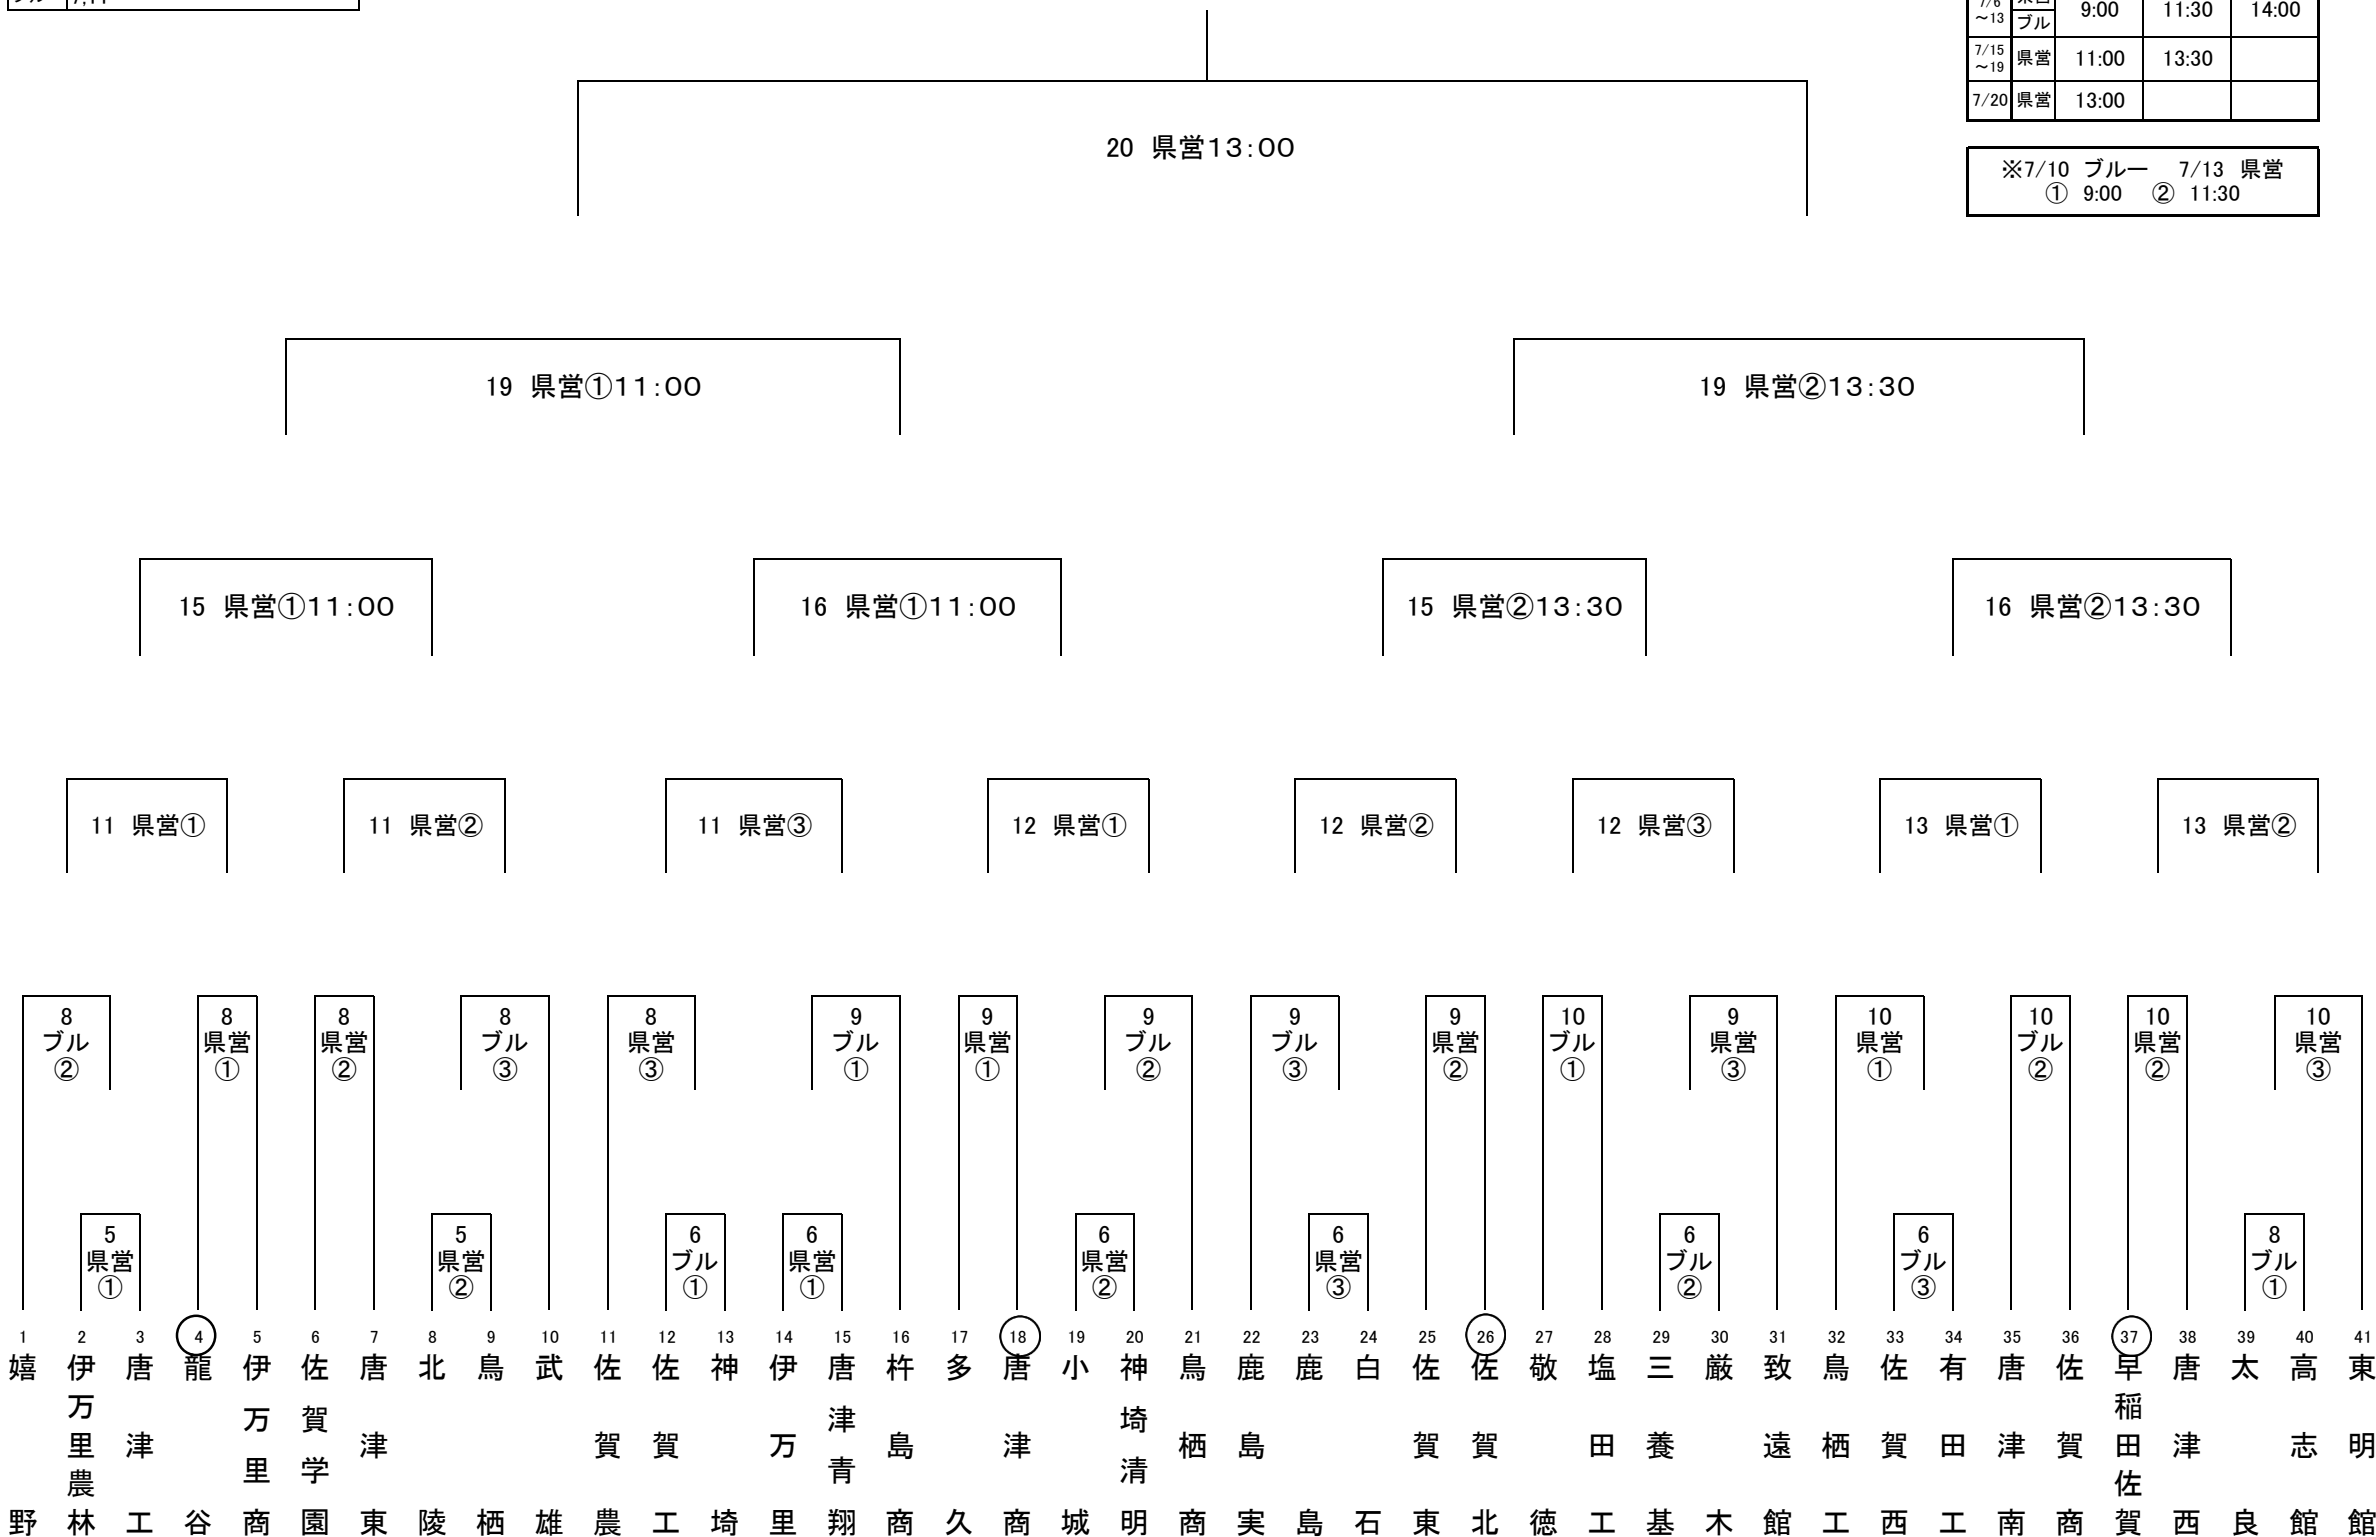 7/6
~13
ブル
9:00 11:30 14:00
7/15
~19
県営 11:00 13:30
7/20 県営 13:00
※7/10 ブルー 7/13 県営
① 9:00 ② 11:30
20 県営13:00
19 県営①11:00
19 県営②13:30
15 県営①11:00
16 県営①11:00
15 県営②13:30
16 県営②13:30
11 県営①
11 県営②
11 県営③
12 県営①
12 県営②
12 県営③
13 県営①
13 県営②
8 ブル ②
8 県営 ①
8 県営 ②
8 ブル ③
8 県営 ③
9 ブル ①
9 県営 ①
9 ブル ②
9 ブル ③
9 県営 ②
10 ブル ①
9 県営 ③
10 県営 ①
10 ブル ②
10 県営 ②
10 県営 ③
5 県営 ①
5 県営 ②
6 ブル ①
6 県営 ①
6 県営 ②
6 県営 ③
6 ブル ②
6 ブル ③
8 ブル ①
1 嬉野
2 伊万里農林
3 唐津工
4 龍谷
5 伊万里商
6 佐賀学園
7 唐津東
8 北陵
9 鳥栖
10 武雄
11 佐賀農
12 佐賀工
13 神埼
14 伊万里
15 唐津青翔
16 杵島商
17 多久
18 唐津商
19 小城
20 神埼清明
21 鳥栖商
22 鹿島実
23 鹿島
24 白石
25 佐賀東
26 佐賀北
27 敬徳
28 塩田工
29 三養基
30 厳木
31 致遠館
32 鳥栖工
33 佐賀西
34 有田工
35 唐津南
36 佐賀商
37 早稲田佐賀
38 唐津西
39 太良
40 高志館
41 東明館